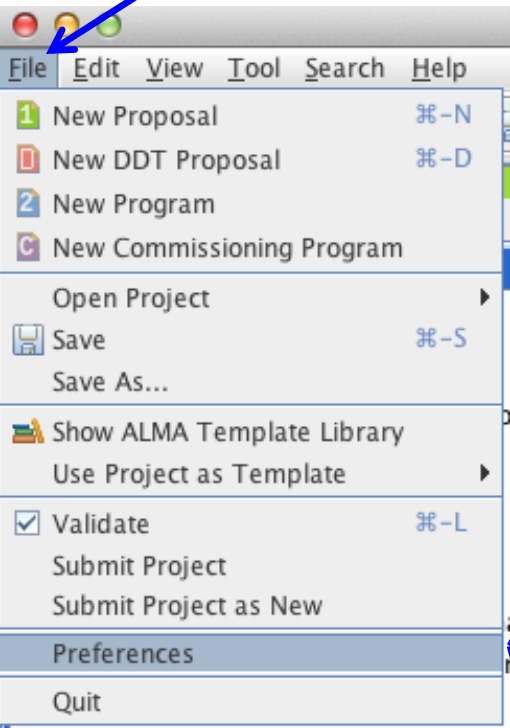 File Edit View Tool Search Help
1 New Proposal ⌘-N
D New DDT Proposal ⌘-D
2 New Program
C New Commissioning Program
Open Project
Save ⌘-S
Save As...
Show ALMA Template Library
Use Project as Template
Validate ⌘-L
Submit Project
Submit Project as New
Preferences
Quit